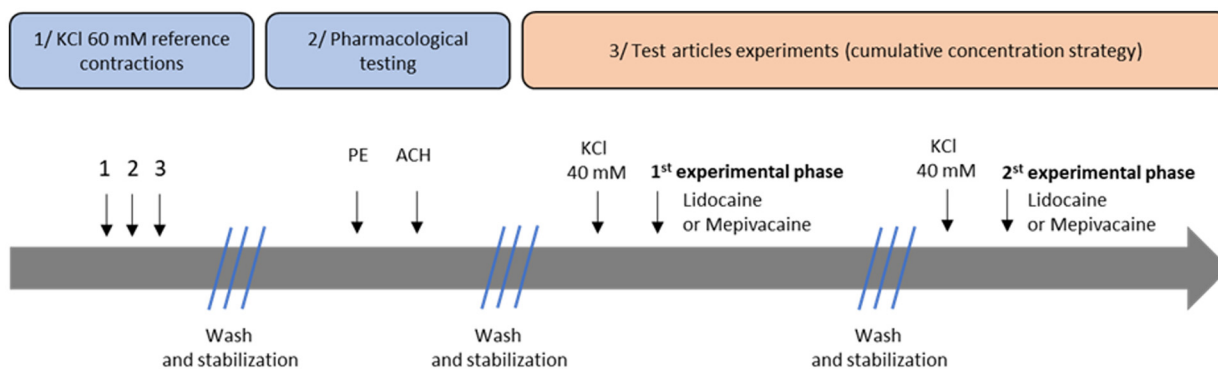 1/ KCl 60 mM reference
contractions
2/ Pharmacological
testing
3/ Test articles experiments (cumulative concentration strategy)
1 2 3
PE ACH
KCl
40 mM
1st experimental phase
Lidocaine
or Mepivacaine
KCl
40 mM
2st experimental phase
Lidocaine
or Mepivacaine
Wash
and stabilization
Wash
and stabilization
Wash
and stabilization